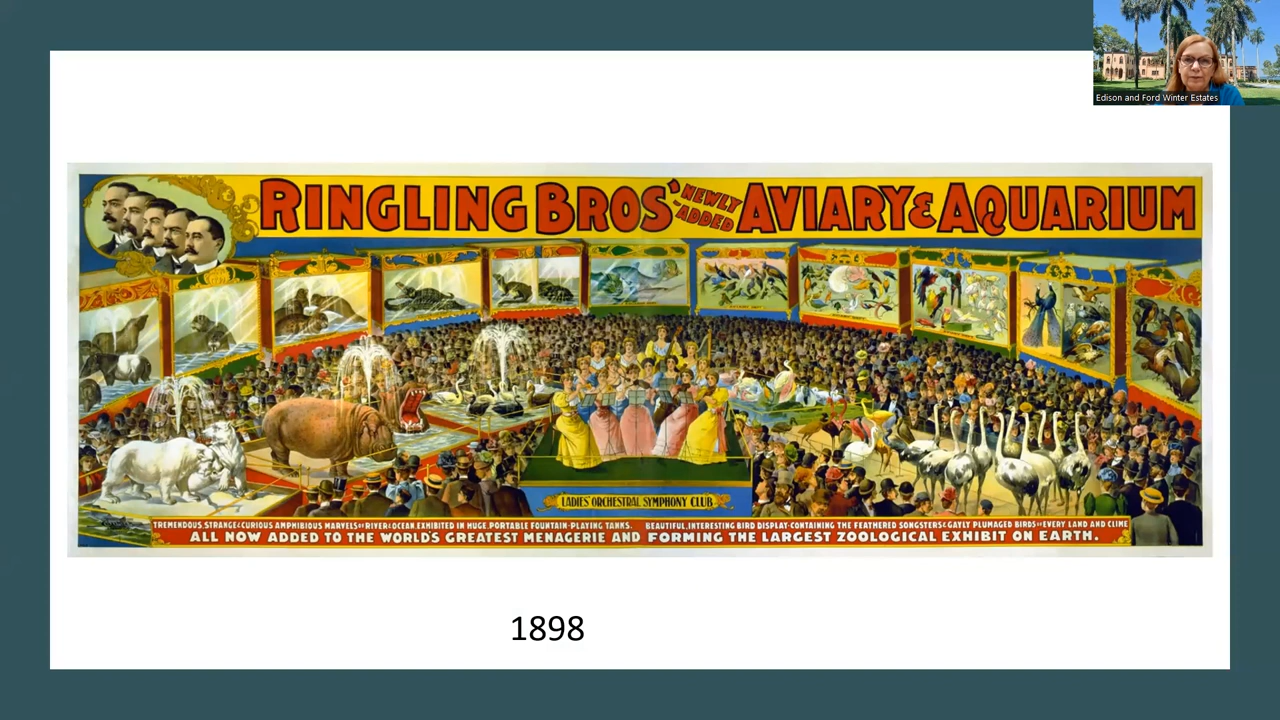 Edison and Ford Winter Estates
RINGLING BROS' NEWLY -ADDED AVIARY & AQUARIUM
LADIES' ORCHESTRAL SYMPHONY CLUB
TREMENDOUS, STRANGE & CURIOUS AMPHIBIOUS MARVELS OF RIVER & OCEAN. EXHIBITED IN HUGE, PORTABLE FOUNTAIN-PLAYING TANKS. BEAUTIFUL, INTERESTING BIRD DISPLAY-CONTAINING THE FEATHERED SONGSTERS & GAYLY PLUMAGED BIRDS OF EVERY LAND AND CLIME
ALL NOW ADDED TO THE WORLD'S GREATEST MENAGERIE AND FORMING THE LARGEST ZOOLOGICAL EXHIBIT ON EARTH.
1898